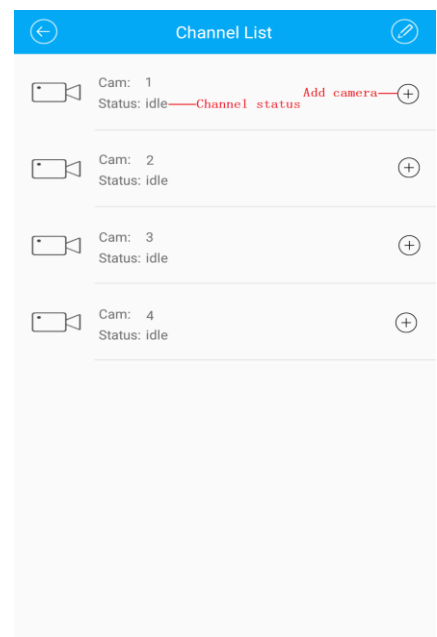 Channel List
Cam: 1
Add camera
Status: idle Channel status
Cam: 2
Status: idle
Cam: 3
Status: idle
Cam: 4
Status: idle